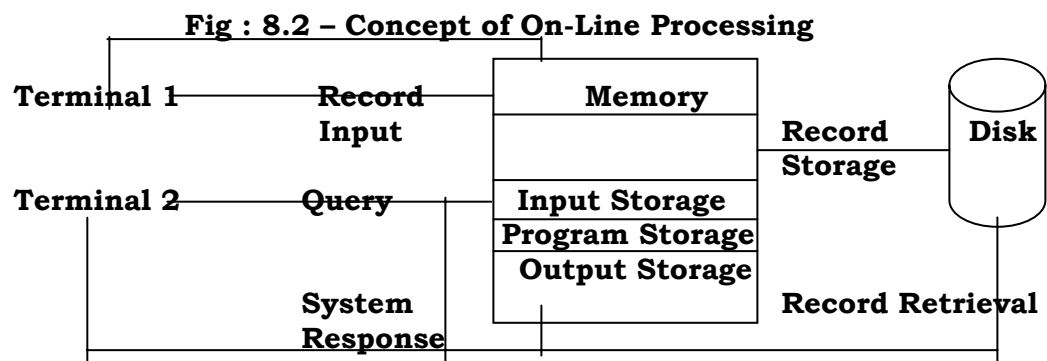 Fig : 8.2 – Concept of On-Line Processing
Terminal 1
Record
Input
Memory
Record
Storage
Disk
Terminal 2
Query
Input Storage
Program Storage
Output Storage
System
Response
Record Retrieval